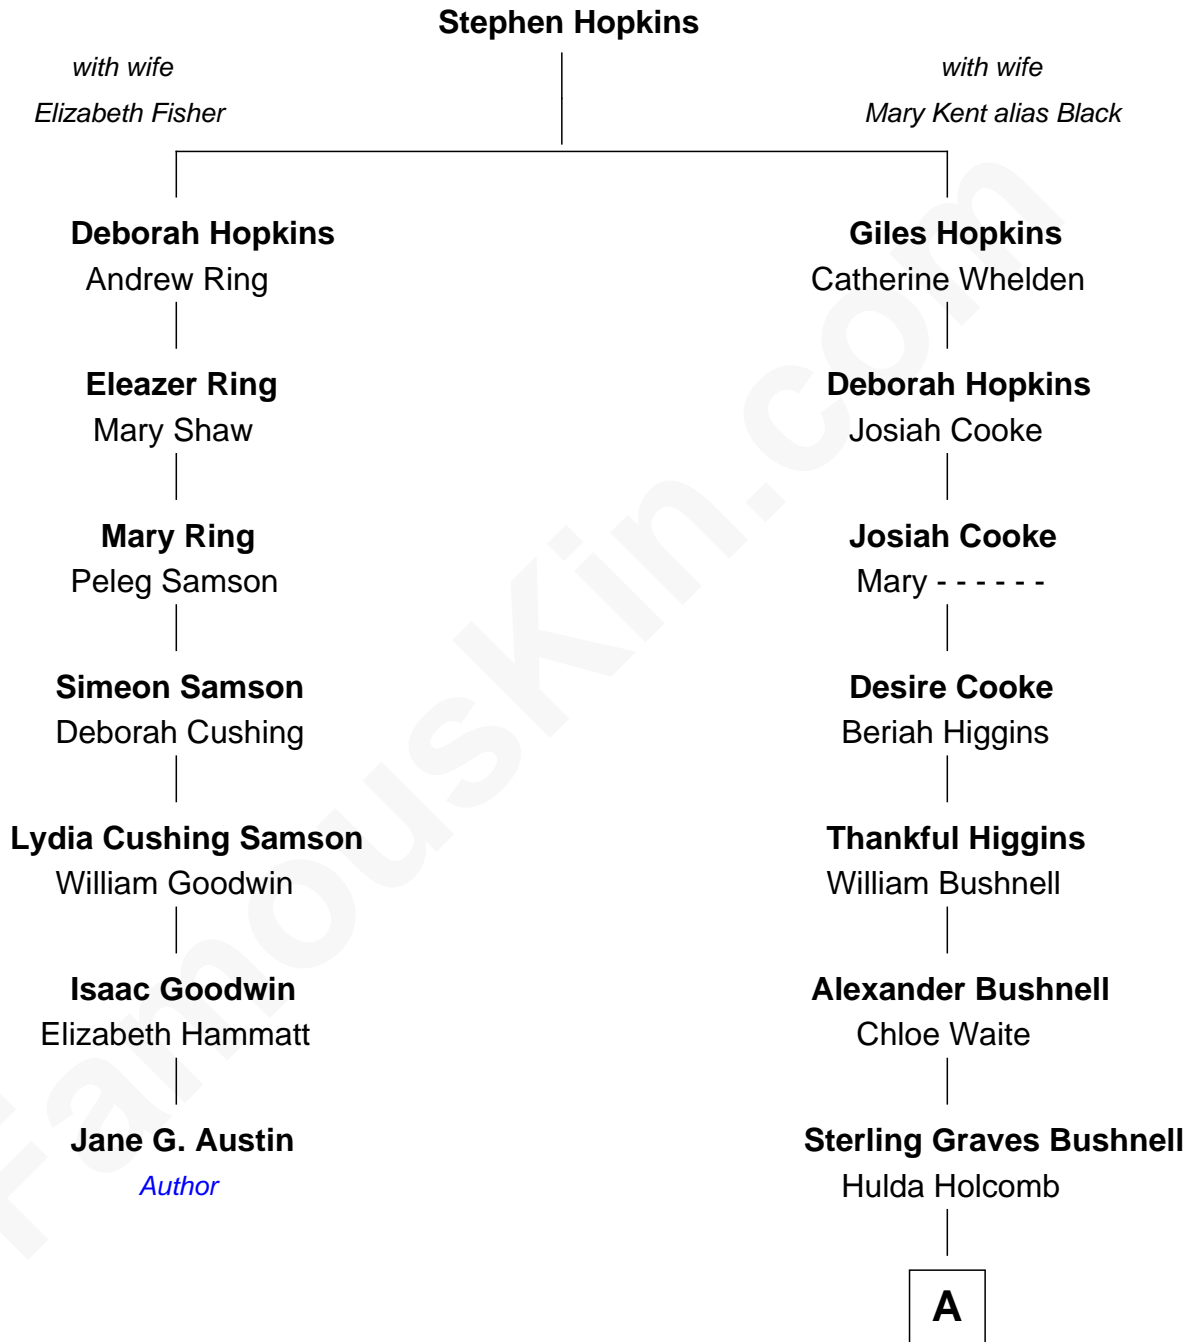 Stephen Hopkins
with wife
Elizabeth Fisher
with wife
Mary Kent alias Black
Deborah Hopkins
Andrew Ring
Eleazer Ring
Mary Shaw
Mary Ring
Peleg Samson
Simeon Samson
Deborah Cushing
Lydia Cushing Samson
William Goodwin
Isaac Goodwin
Elizabeth Hammatt
Jane G. Austin
Author
Giles Hopkins
Catherine Whelden
Deborah Hopkins
Josiah Cooke
Josiah Cooke
Mary - - - - - -
Desire Cooke
Beriah Higgins
Thankful Higgins
William Bushnell
Alexander Bushnell
Chloe Waite
Sterling Graves Bushnell
Hulda Holcomb
A
FamousKin.com